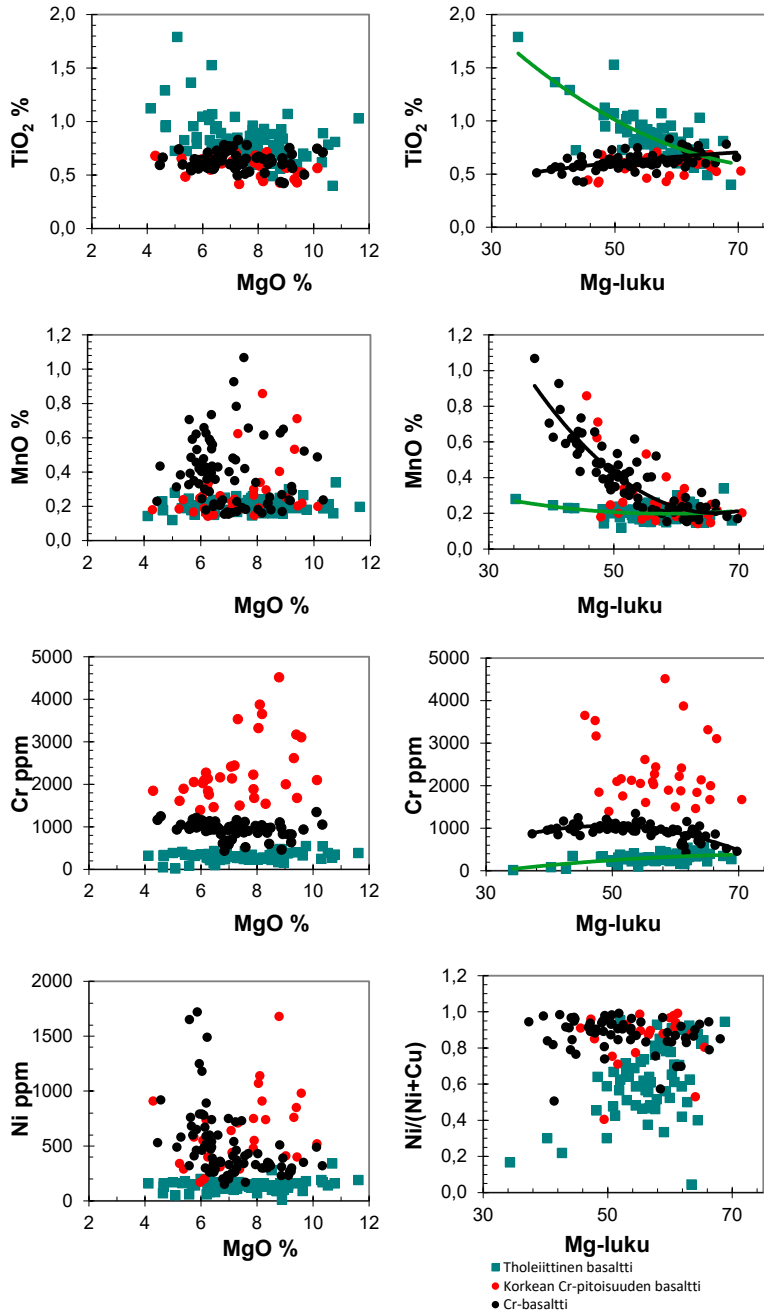 2,0
1,5
1,0
0,5
0,0
TiO2 %
2 4 6 8 10 12
MgO %
2,0
1,5
1,0
0,5
0,0
TiO2 %
30 50 70
Mg-luku
1,2
1,0
0,8
0,6
0,4
0,2
0,0
MnO %
2 4 6 8 10 12
MgO %
1,2
1,0
0,8
0,6
0,4
0,2
0,0
MnO %
30 50 70
Mg-luku
5000
4000
3000
2000
1000
0
Cr ppm
2 4 6 8 10 12
MgO %
5000
4000
3000
2000
1000
0
Cr ppm
30 50 70
Mg-luku
2000
1500
1000
500
0
Ni ppm
2 4 6 8 10 12
MgO %
1,2
1,0
0,8
0,6
0,4
0,2
0,0
Ni/(Ni+Cu)
30 50 70
Mg-luku
Tholeiittinen basaltti
Korkean Cr-pitoisuuden basaltti
Cr-basaltti